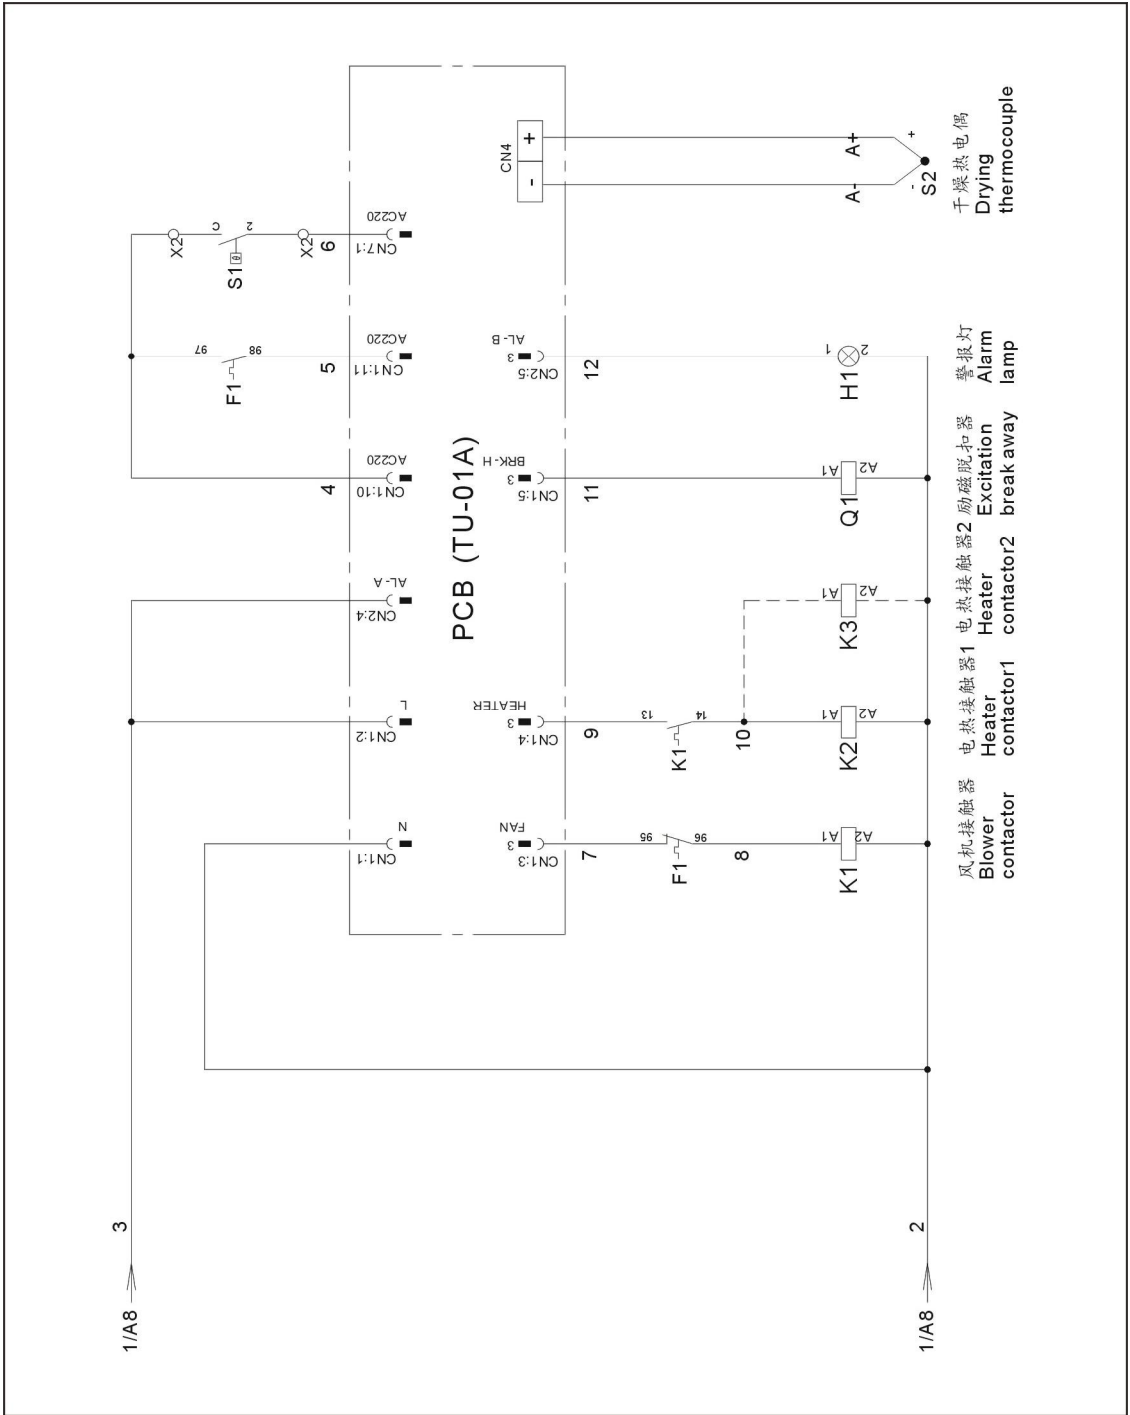 1/A8
3
X2
C
S1
θ
2
X2
97
F1
98
4
5
6
CN1:1
N
CN1:2
L
CN2:4
AL-A
CN1:10
AC220
CN1:11
AC220
CN7:1
AC220
PCB (TU-01A)
CN1:3
3
FAN
CN1:4
3
HEATER
CN1:5
3
BRK-H
CN2:5
3
AL-B
CN4
-
+
7
9
11
12
95
F1
96
13
K1
14
8
10
A1
K1
A2
A1
K2
A2
A1
K3
A2
A1
Q1
A2
1
H1
2
A-
A+
-
+
S2
1/A8
2
风机接触器
Blower
contactor
电热接触器1
Heater
contactor1
电热接触器2
Heater
contactor2
励磁脱扣器
Excitation
break away
警报灯
Alarm
lamp
干燥热电偶
Drying
thermocouple